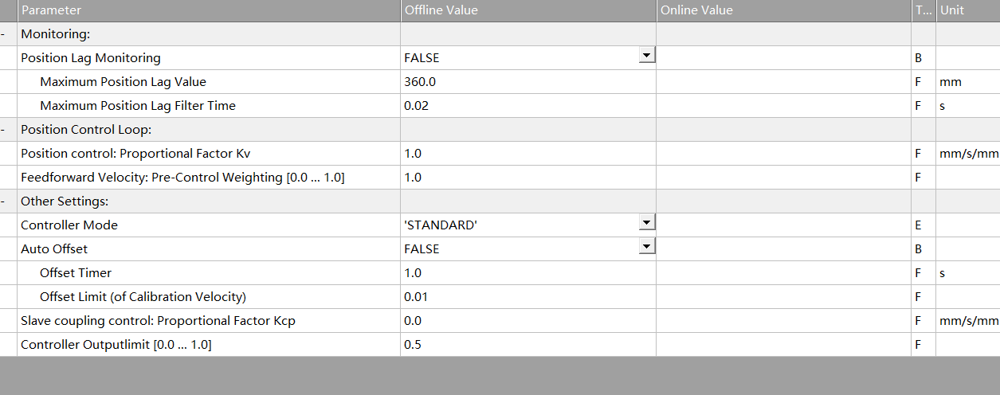 Parameter Offline Value Online Value T... Unit
- Monitoring:
Position Lag Monitoring FALSE B
Maximum Position Lag Value 360.0 F mm
Maximum Position Lag Filter Time 0.02 F s
- Position Control Loop:
Position control: Proportional Factor Kv 1.0 F mm/s/mm
Feedforward Velocity: Pre-Control Weighting [0.0 ... 1.0] 1.0 F
- Other Settings:
Controller Mode 'STANDARD' E
Auto Offset FALSE B
Offset Timer 1.0 F s
Offset Limit (of Calibration Velocity) 0.01 F
Slave coupling control: Proportional Factor Kcp 0.0 F mm/s/mm
Controller Outputlimit [0.0 ... 1.0] 0.5 F